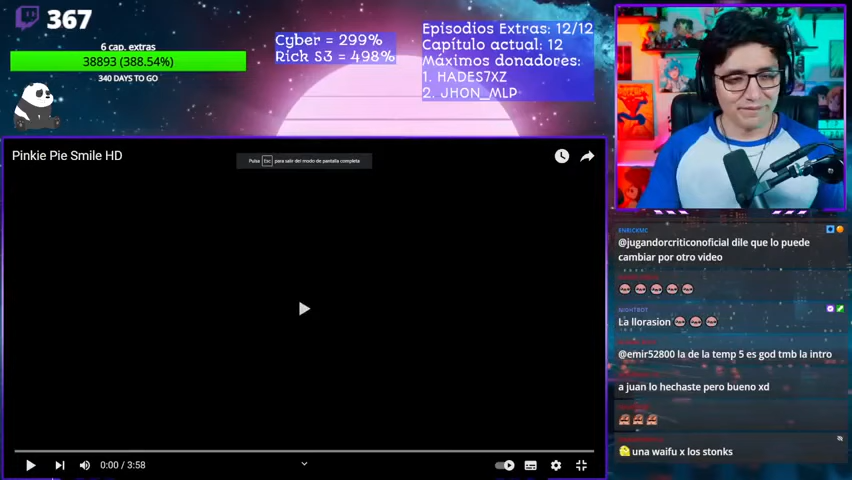 367
6 cap. extras
38893 (388.54%)
340 DAYS TO GO
Cyber = 299%
Rick S3 = 498%
Episodios Extras: 12/12
Capítulo actual: 12
Máximos donadores:
1. HADES7XZ
2. JHON_MLP
Pinkie Pie Smile HD
Pulsa Esc para salir del modo de pantalla completa
0:00 / 3:58
ENRICKMC
@jugandorcriticonoficial dile que lo puede
cambiar por otro video
NIGHTBOT
La llorasion
@emir52800 la de la temp 5 es god tmb la intro
a juan lo hechaste pero bueno xd
una waifu x los stonks